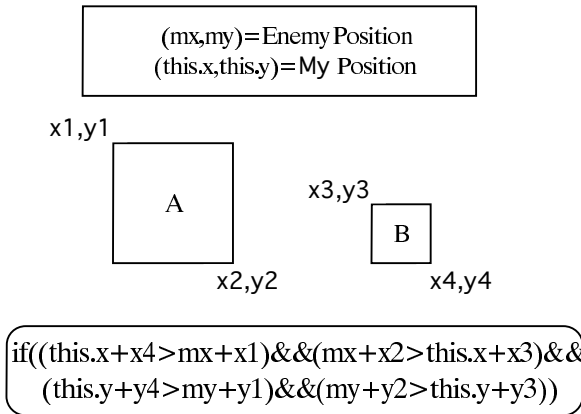 (mx,my)=Enemy Position
(this.x,this.y)=My Position
x1,y1
A
x2,y2
x3,y3
B
x4,y4
if((this.x+x4>mx+x1)&&(mx+x2>this.x+x3)&&
(this.y+y4>my+y1)&&(my+y2>this.y+y3))